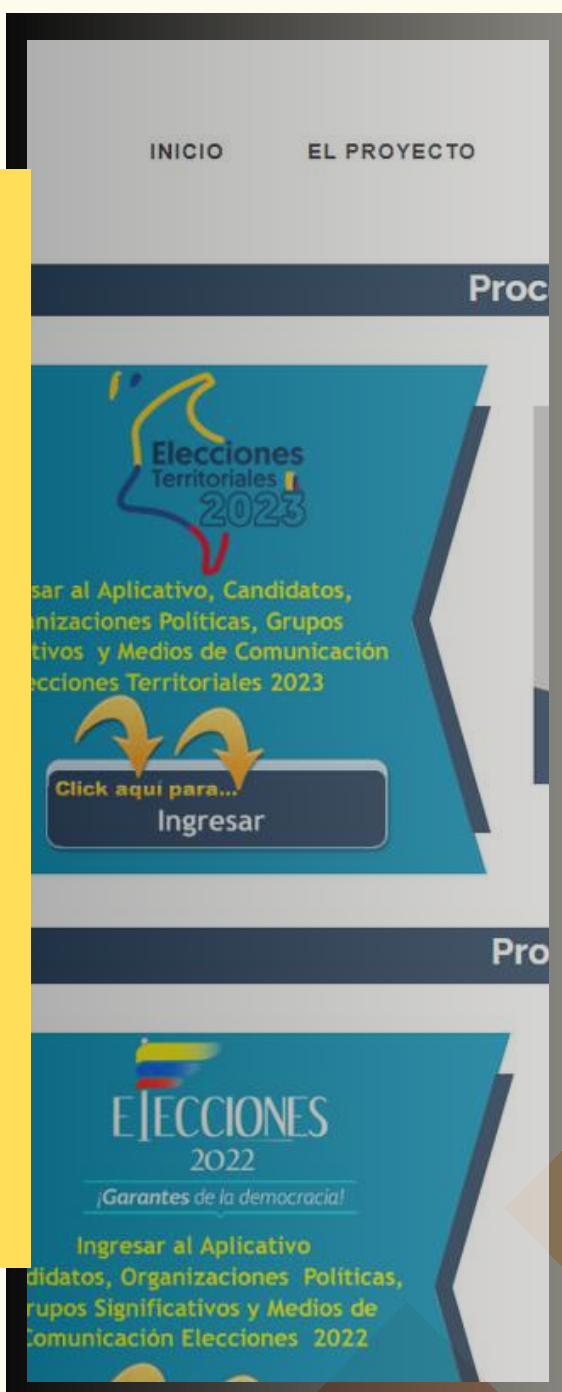 INICIO EL PROYECTO
Proc
Elecciones
Territoriales
2023
sar al Aplicativo, Candidatos,
nizaciones Políticas, Grupos
tivos y Medios de Comunicación
ecciones Territoriales 2023
Click aquí para...
Ingresar
Pro
ELECCIONES
2022
¡Garantes de la democracia!
Ingresar al Aplicativo
didatos, Organizaciones Políticas,
rupos Significativos y Medios de
Comunicación Elecciones 2022